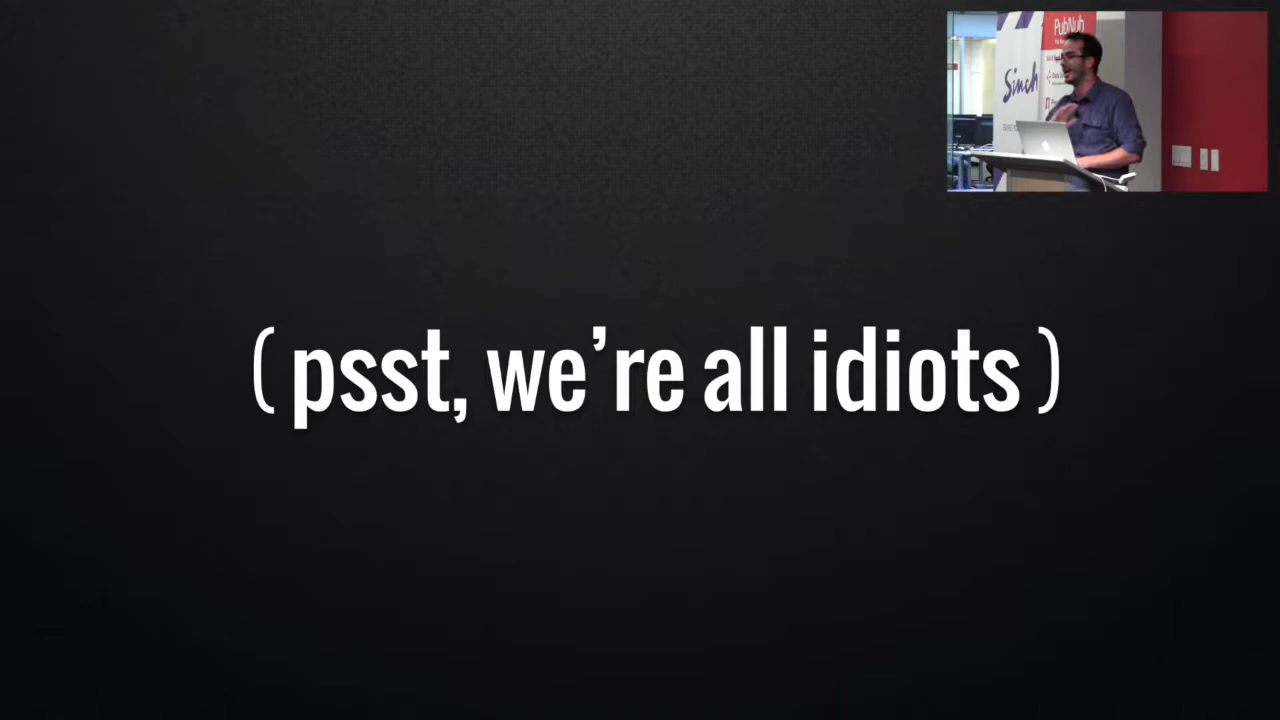 PubNub
Sinch
( psst, we’re all idiots )